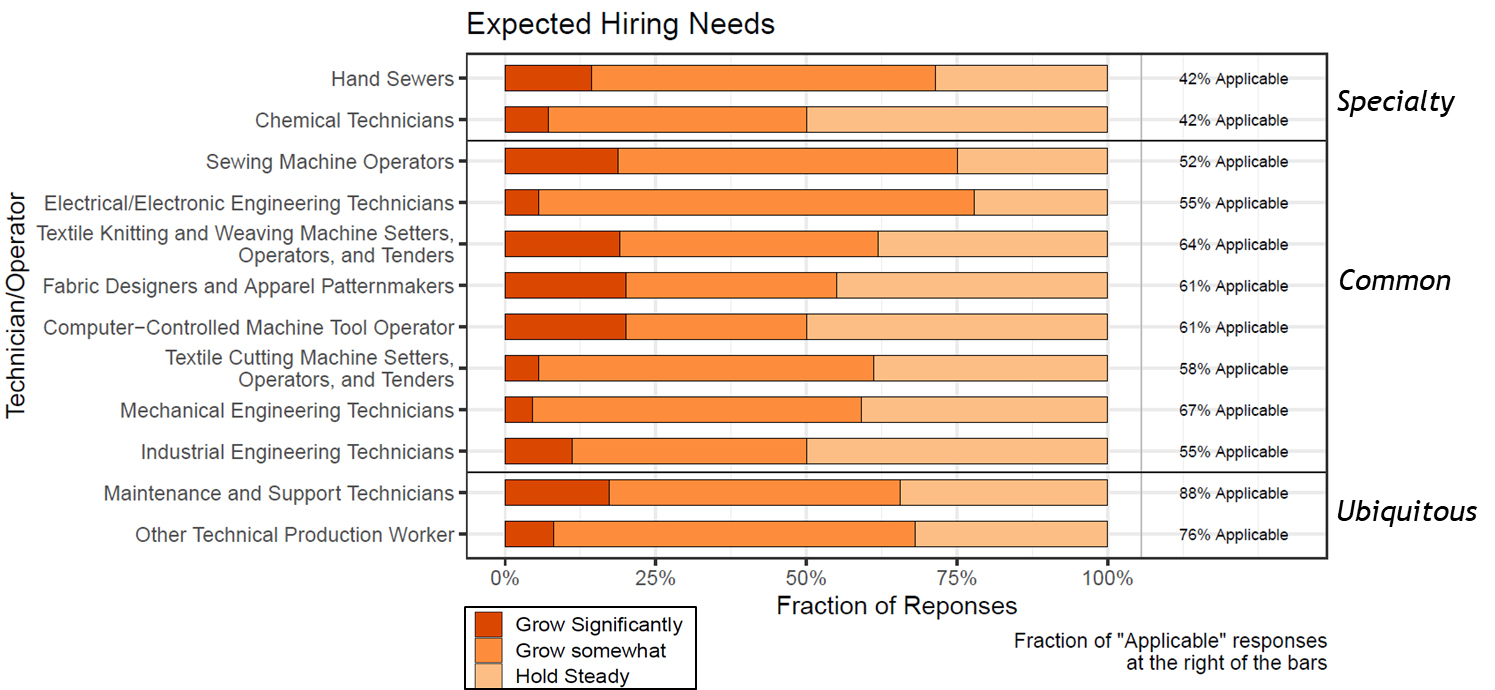 Expected Hiring Needs
Technician/Operator
Hand Sewers
42% Applicable
Chemical Technicians
42% Applicable
Specialty
Sewing Machine Operators
52% Applicable
Electrical/Electronic Engineering Technicians
55% Applicable
Textile Knitting and Weaving Machine Setters,
Operators, and Tenders
64% Applicable
Fabric Designers and Apparel Patternmakers
61% Applicable
Computer−Controlled Machine Tool Operator
61% Applicable
Textile Cutting Machine Setters,
Operators, and Tenders
58% Applicable
Mechanical Engineering Technicians
67% Applicable
Industrial Engineering Technicians
55% Applicable
Common
Maintenance and Support Technicians
88% Applicable
Other Technical Production Worker
76% Applicable
Ubiquitous
0% 25% 50% 75% 100%
Fraction of Reponses
Grow Significantly
Grow somewhat
Hold Steady
Fraction of "Applicable" responses
at the right of the bars